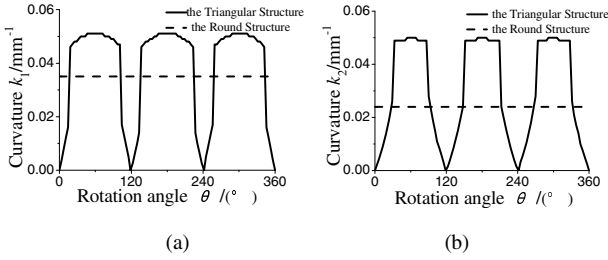 the Triangular Structure
the Round Structure
Curvature k₁/mm⁻¹
0.06
0.04
0.02
0.00
0
120
240
360
Rotation angle θ /(° )
(a)
the Triangular Structure
the Round Structure
Curvature k₂/mm⁻¹
0.06
0.04
0.02
0.00
0
120
240
360
Rotation angle θ /(° )
(b)